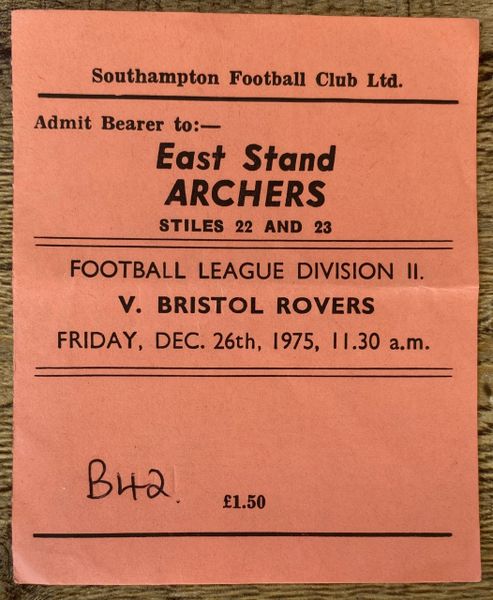 Southampton Football Club Ltd.
Admit Bearer to:—
East Stand
ARCHERS
STILES 22 AND 23
FOOTBALL LEAGUE DIVISION II.
V. BRISTOL ROVERS
FRIDAY, DEC. 26th, 1975, 11.30 a.m.
B42.
£1.50